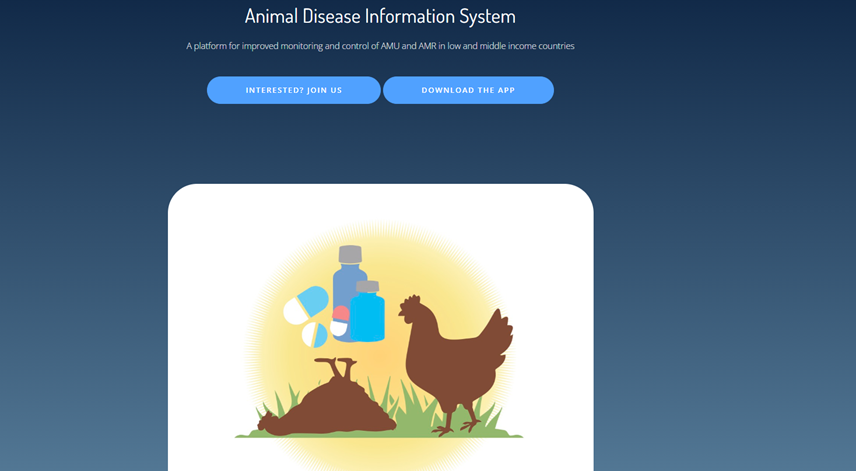 Animal Disease Information System
A platform for improved monitoring and control of AMU and AMR in low and middle income countries
INTERESTED? JOIN US
DOWNLOAD THE APP